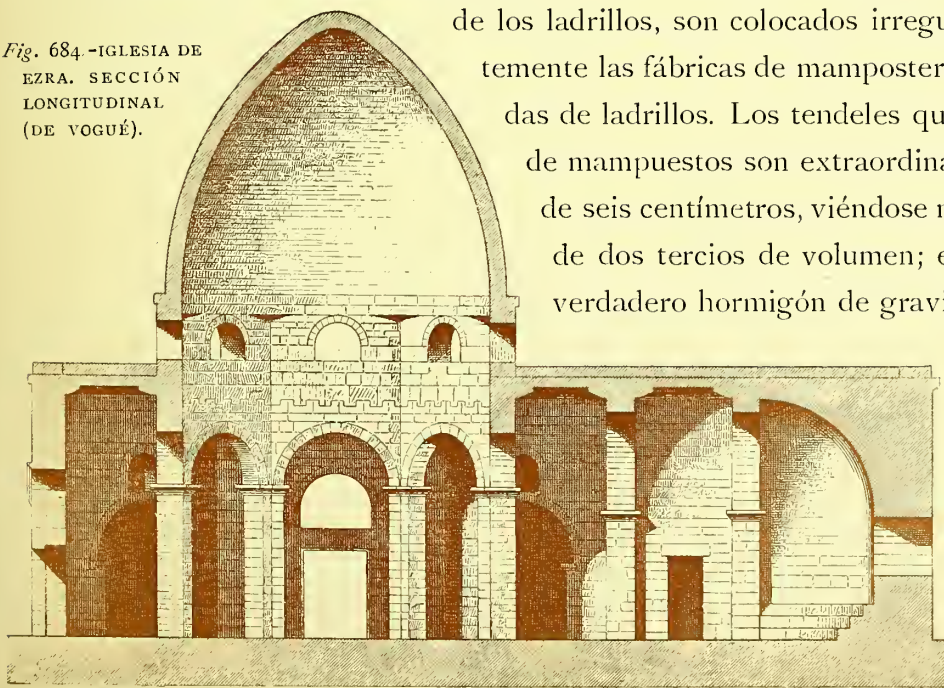 Fig. 684.-IGLESIA DE
EZRA. SECCIÓN
LONGITUDINAL
(DE VOGUÉ).
de los ladrillos, son colocados irregu
temente las fábricas de mamposter
das de ladrillos. Los tendeles qu
de mampuestos son extraordina
de seis centímetros, viéndose
de dos tercios de volumen; e
verdadero hormigón de gravi